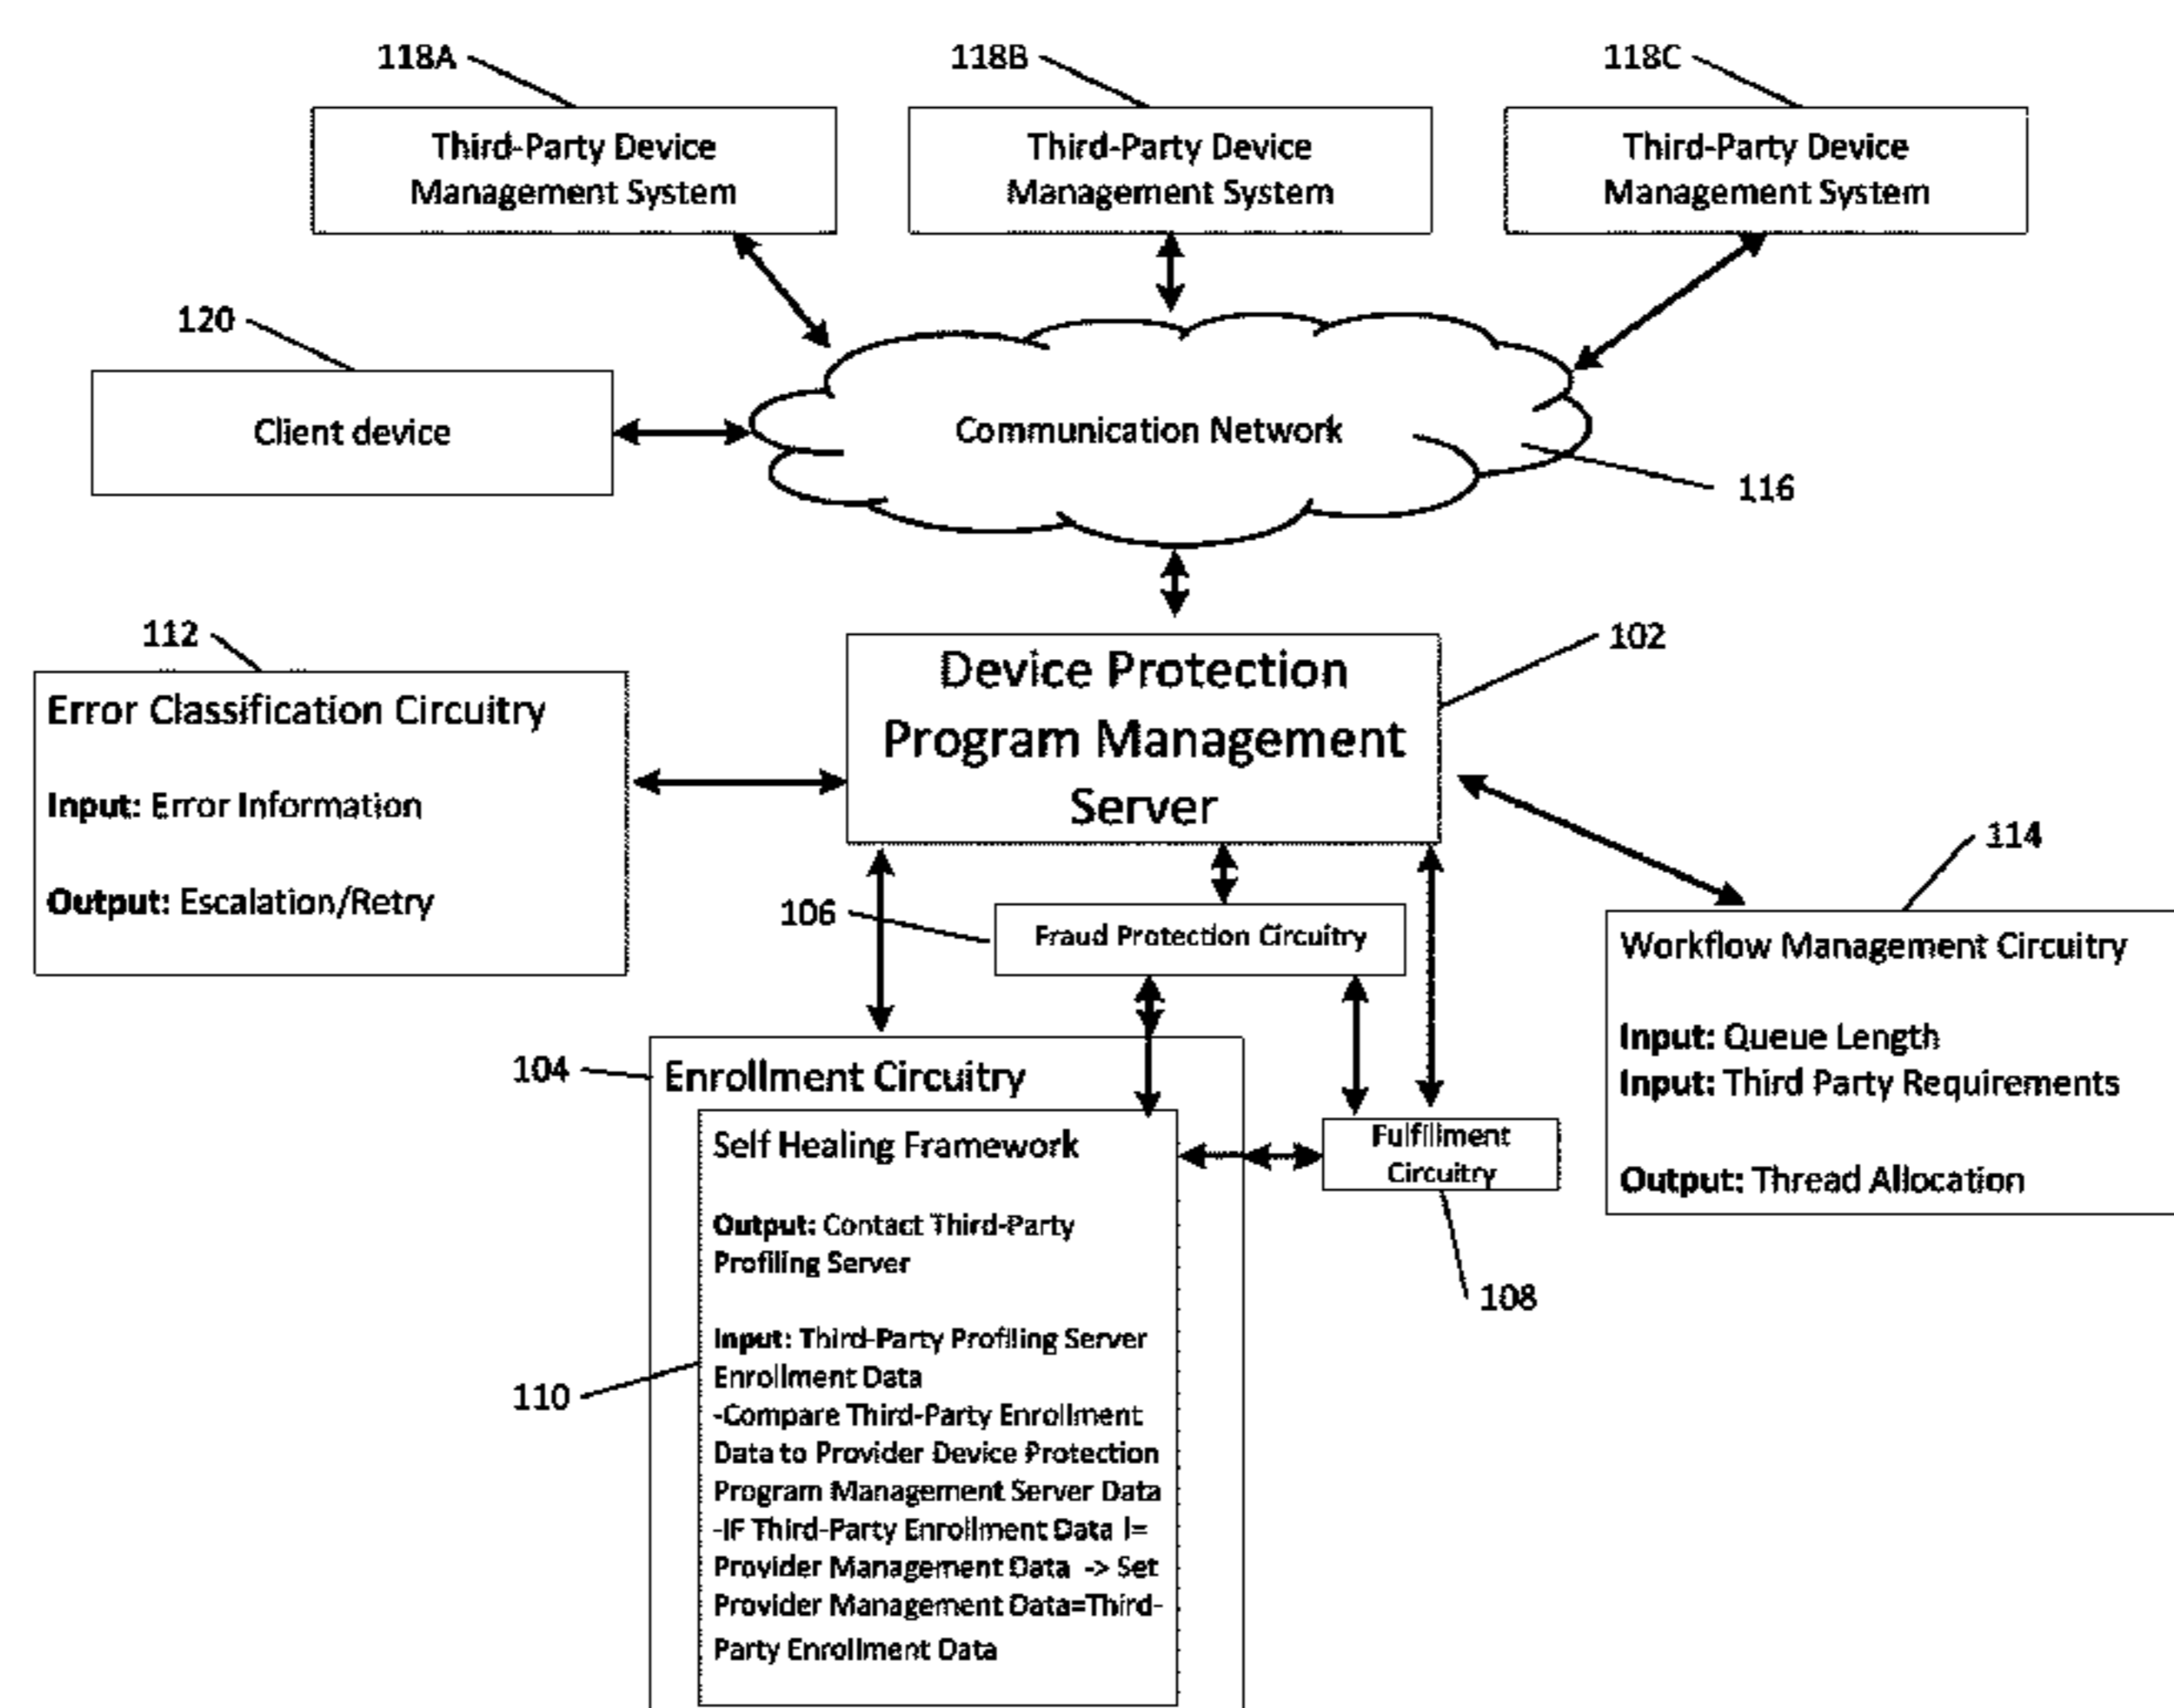 118A
118B
118C
Third-Party Device
Management System
Third-Party Device
Management System
Third-Party Device
Management System
120
Client device
Communication Network
116
112
102
Device Protection
Program Management
Server
Error Classification Circuitry
Input: Error Information
Output: Escalation/Retry
114
106
Fraud Protection Circuitry
Workflow Management Circuitry
Input: Queue Length
Input: Third Party Requirements
Output: Thread Allocation
104
Enrollment Circuitry
Self Healing Framework
Output: Contact Third-Party
Profiling Server
Input: Third-Party Profiling Server
Enrollment Data
-Compare Third-Party Enrollment
Data to Provider Device Protection
Program Management Server Data
-IF Third-Party Enrollment Data !=
Provider Management Data -> Set
Provider Management Data=Third-
Party Enrollment Data
110
Fulfillment
Circuitry
108